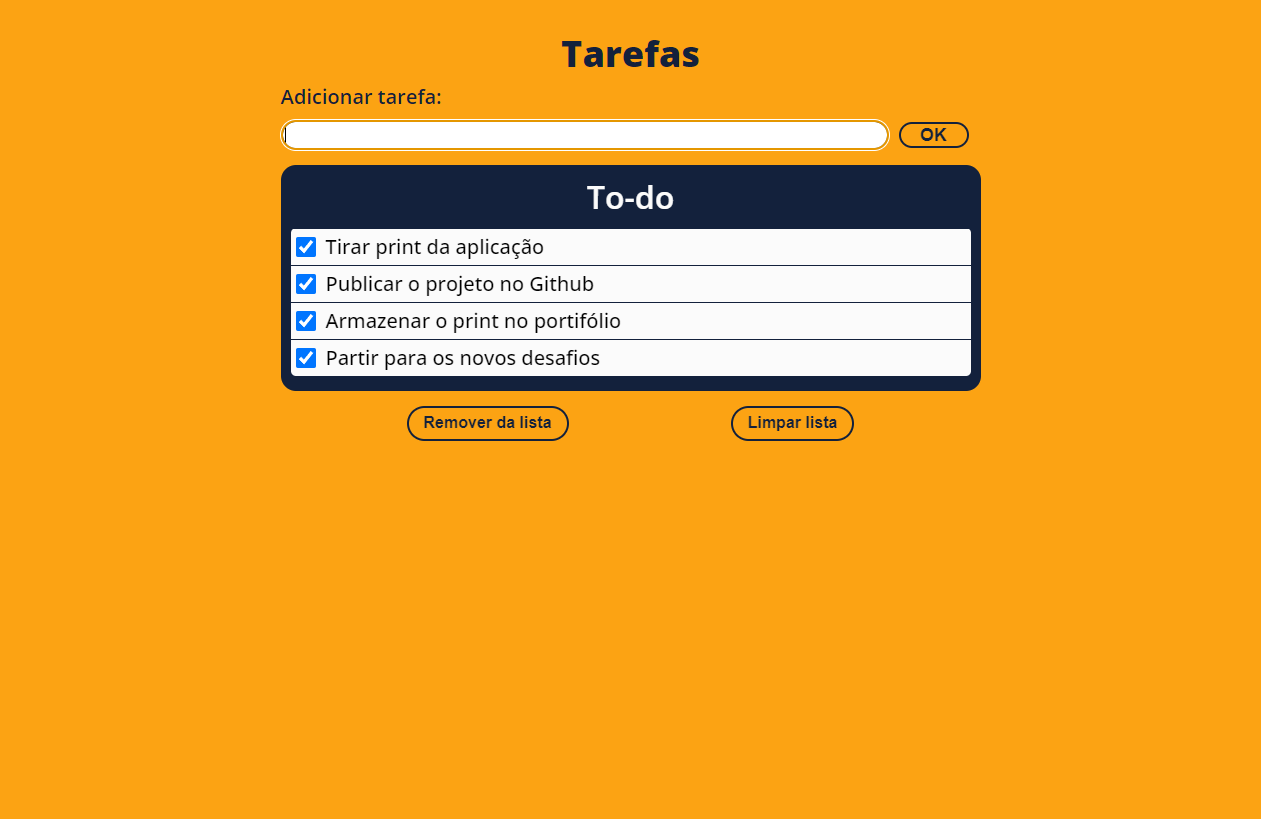 Tarefas
Adicionar tarefa:
OK
To-do
Tirar print da aplicação
Publicar o projeto no Github
Armazenar o print no portifólio
Partir para os novos desafios
Remover da lista
Limpar lista